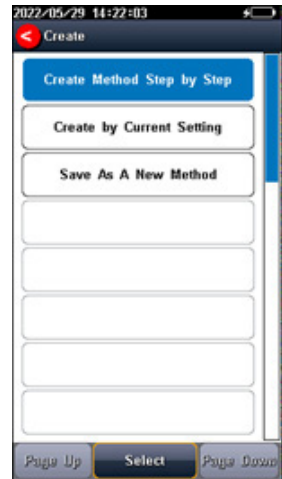 2022/05/29 14:22:03
Create
Create Method Step by Step
Create by Current Setting
Save As A New Method
Page Up Select Page Down